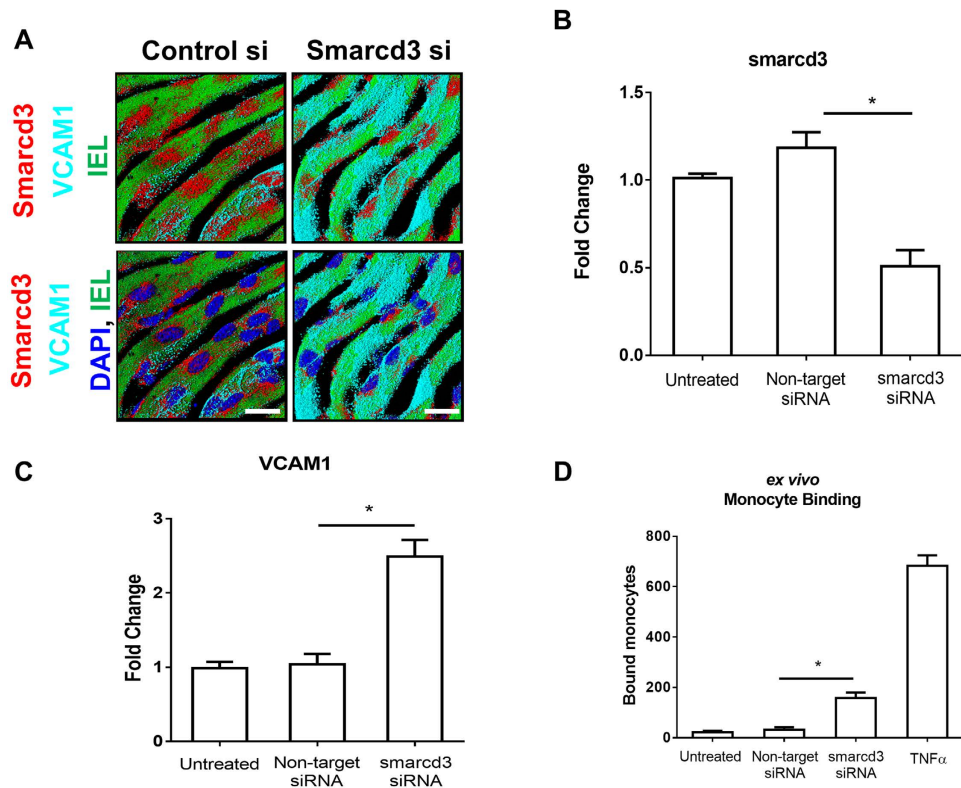 A
Control si
Smarcd3 si
Smarcd3
VCAM1
IEL
Smarcd3
VCAM1
DAPI, IEL
B
smarcd3
Fold Change
1.5
1.0
0.5
0.0
*
Untreated
Non-target
siRNA
smarcd3
siRNA
C
VCAM1
Fold Change
3
2
1
0
*
Untreated
Non-target
siRNA
smarcd3
siRNA
D
ex vivo
Monocyte Binding
Bound monocytes
800
600
400
200
0
*
Untreated
Non-target
siRNA
smarcd3
siRNA
TNFα